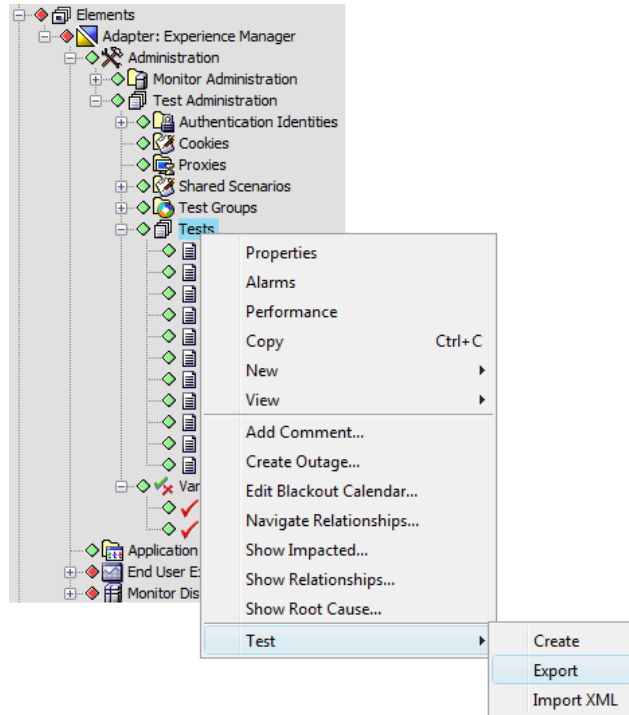 Elements
Adapter: Experience Manager
Administration
Monitor Administration
Test Administration
Authentication Identities
Cookies
Proxies
Shared Scenarios
Test Groups
Tests
Properties
Alarms
Performance
Copy Ctrl+C
New
View
Add Comment...
Create Outage...
Edit Blackout Calendar...
Var
Navigate Relationships...
Application
Show Impacted...
End User E
Show Relationships...
Monitor Dis
Show Root Cause...
Test
Create
Export
Import XML